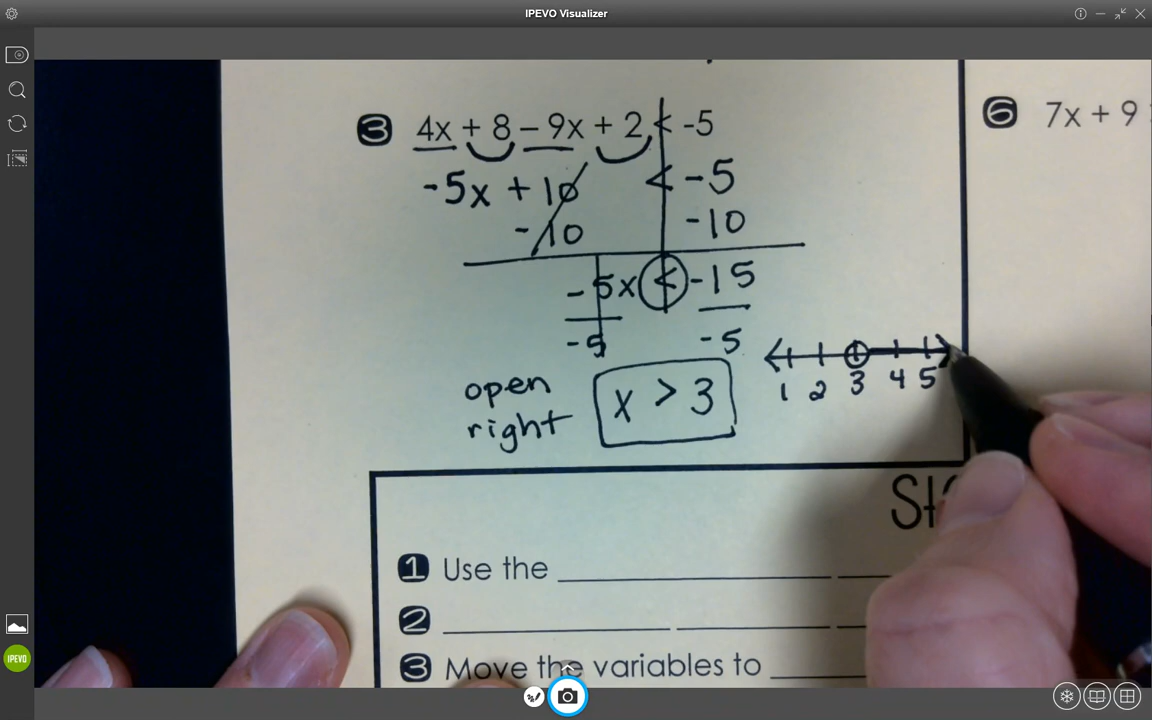 IPEVO Visualizer
3 4x + 8 – 9x + 2 < -5
-5x + 10 < -5
-10 -10
-5x < -15
-5 -5
1 2 3 4 5
open
right
x > 3
6 7x + 9
1 Use the
2
3 Move the variables to
IPEVO